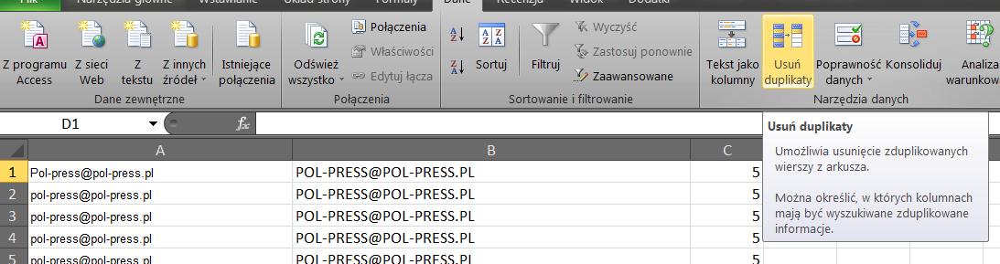 Plik Narzędzia główne Wstawianie Układ strony Formuły Dane Recenzja Widok Dodatki
Z programu Access
Z sieci Web
Z tekstu
Z innych źródeł
Istniejące połączenia
Dane zewnętrzne
Odśwież wszystko
Połączenia
Właściwości
Edytuj łącza
Połączenia
Sortuj
Filtruj
Wyczyść
Zastosuj ponownie
Zaawansowane
Sortowanie i filtrowanie
Tekst jako kolumny
Usuń duplikaty
Poprawność danych
Konsoliduj
Analiza
Narzędzia danych
D1 fx
Usuń duplikaty
Umożliwia usunięcie zduplikowanych
wierszy z arkusza.
Można określić, w których kolumnach
mają być wyszukiwane zduplikowane
informacje.
A B C
1 Pol-press@pol-press.pl POL-PRESS@POL-PRESS.PL 5
2 pol-press@pol-press.pl POL-PRESS@POL-PRESS.PL 5
3 pol-press@pol-press.pl POL-PRESS@POL-PRESS.PL 5
4 pol-press@pol-press.pl POL-PRESS@POL-PRESS.PL 5
5 pol-press@pol-press.pl POL-PRESS@POL-PRESS.PL 5